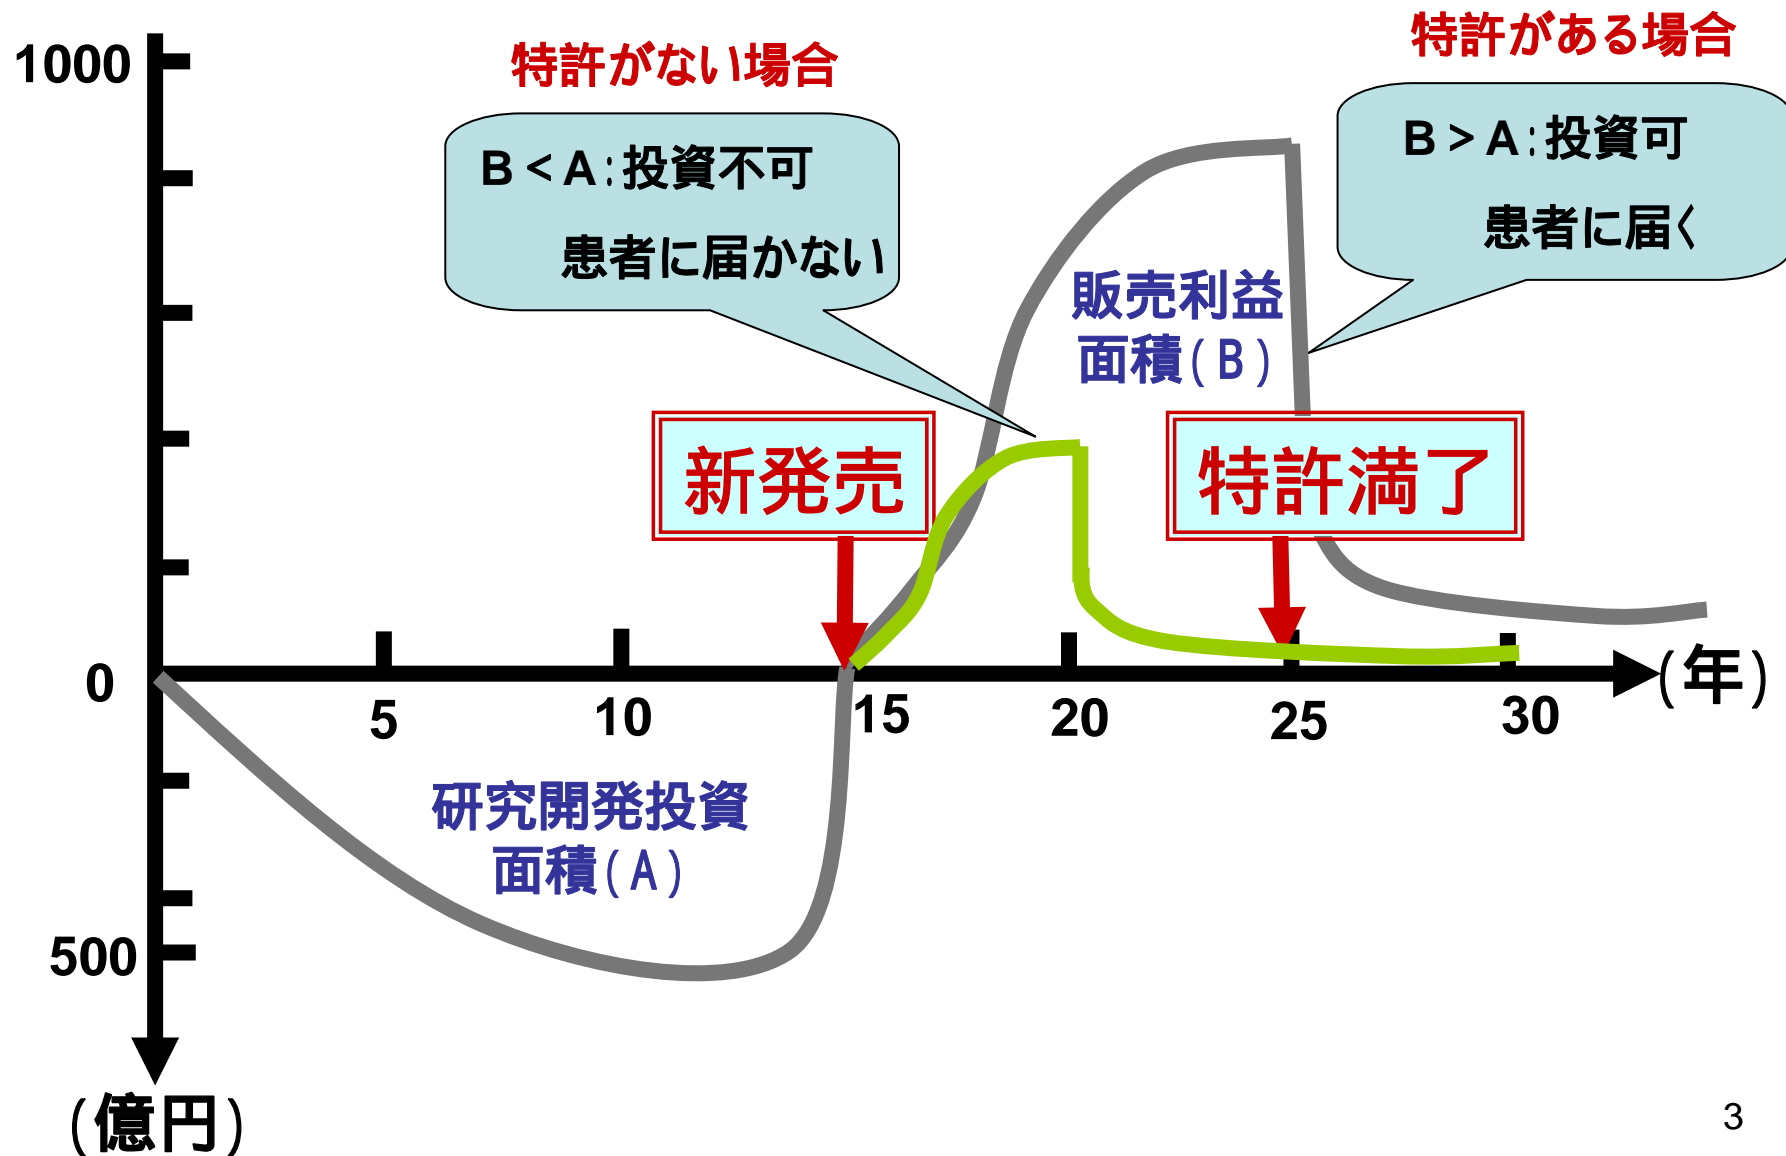 特許がない場合
特許がある場合
1000
B < A:投資不可
患者に届かない
B > A:投資可
患者に届く
販売利益
面積(B)
新発売
特許満了
0
5
10
15
20
25
30
(年)
研究開発投資
面積(A)
500
(億円)
3